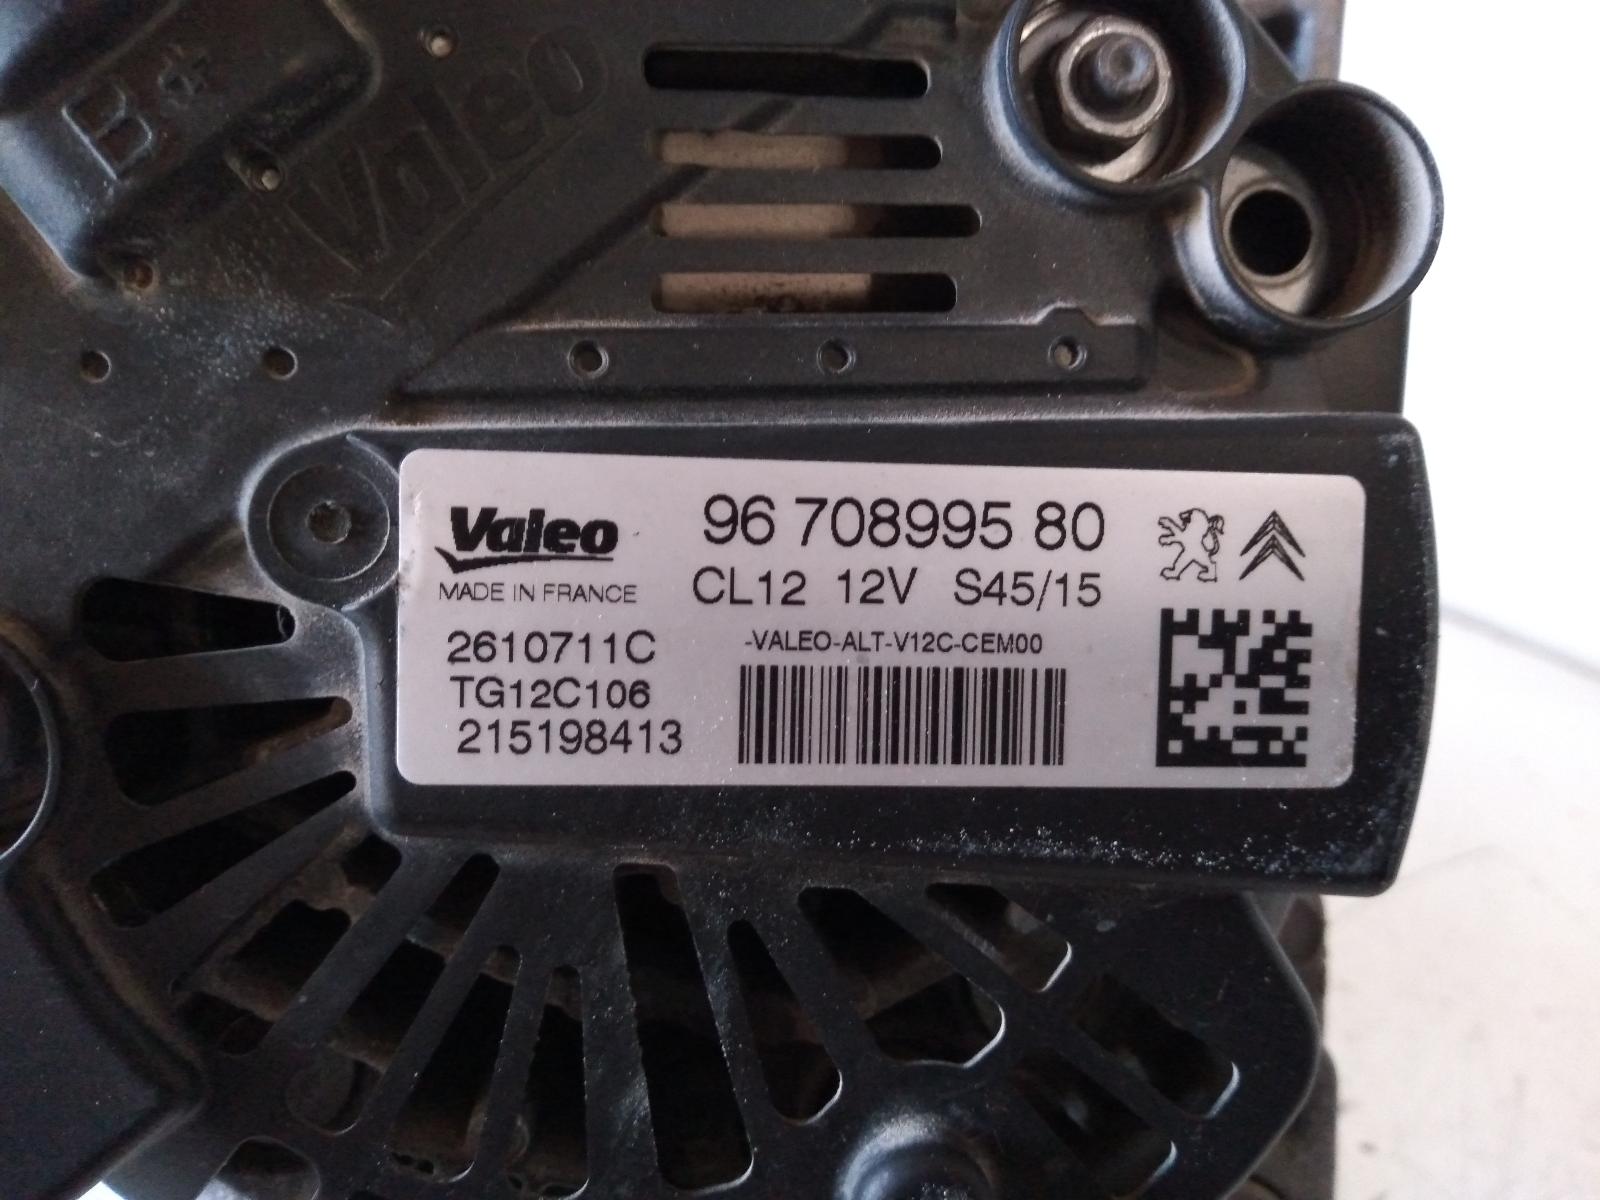 B+
Valeo
Valeo
MADE IN FRANCE
96 708995 80
CL12 12V S45/15
2610711C
TG12C106
215198413
-VALEO-ALT-V12C-CEM00